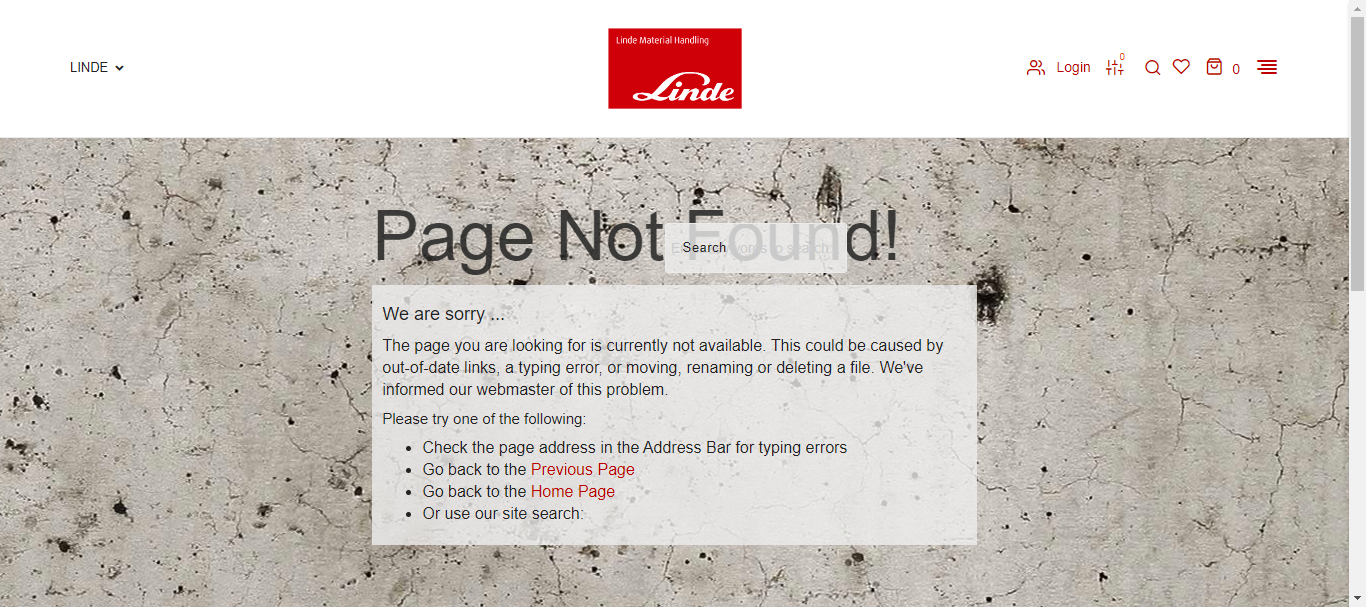 LINDE
Linde Material Handling
Linde
Login
0
0
Page Not Found!
Search
We are sorry ...
The page you are looking for is currently not available. This could be caused by
out-of-date links, a typing error, or moving, renaming or deleting a file. We've
informed our webmaster of this problem.
Please try one of the following:
Check the page address in the Address Bar for typing errors
Go back to the Previous Page
Go back to the Home Page
Or use our site search: